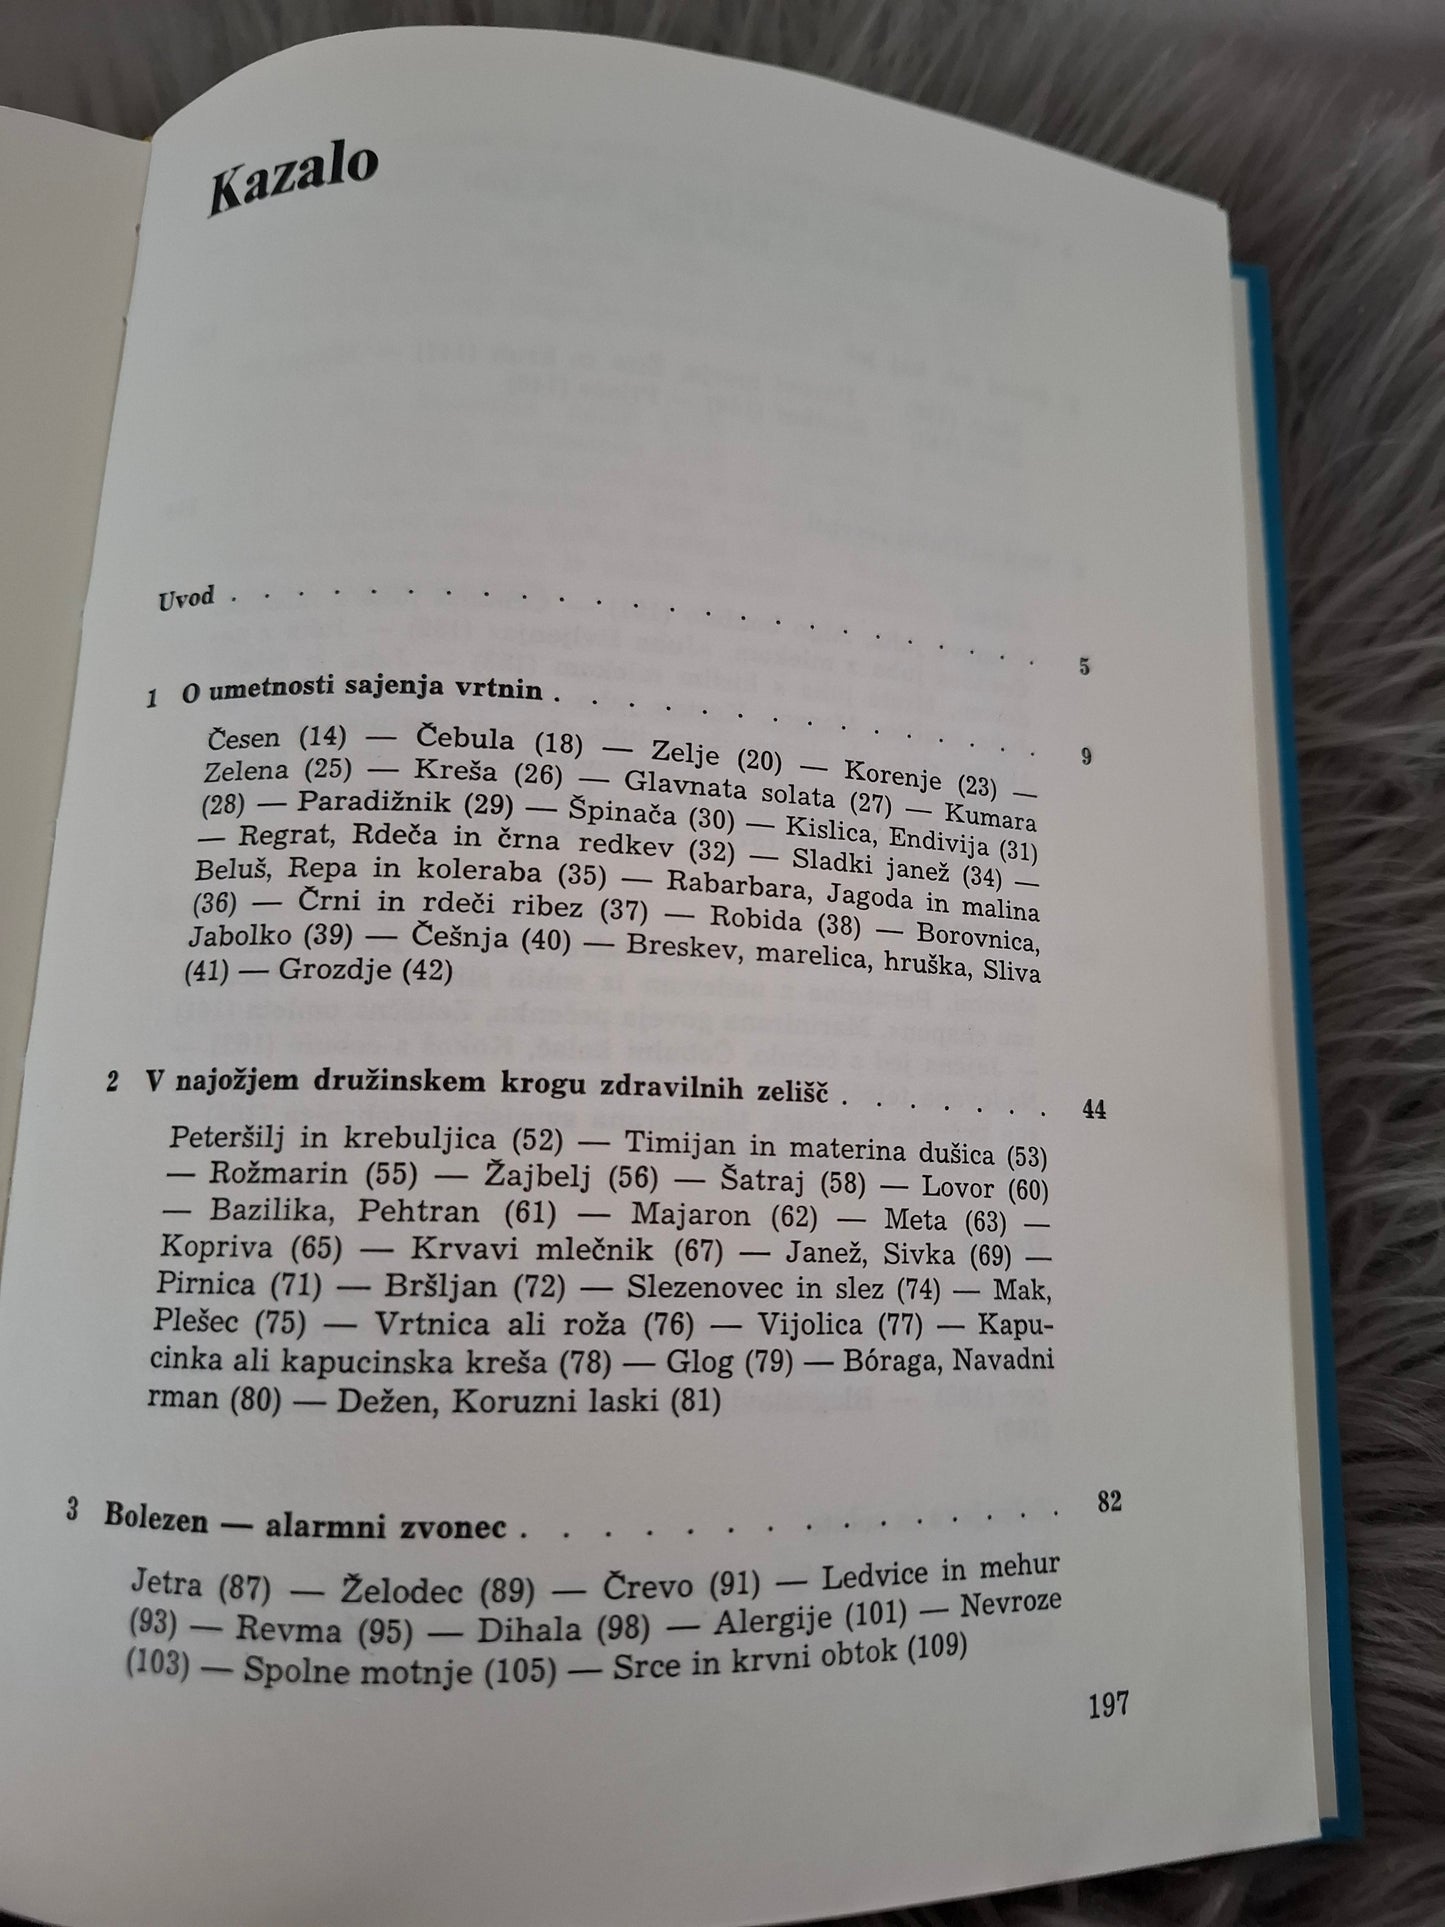 Kazalo
Uvod . . . . . . . . . . . . . . . . . . . . . . 5
1 O umetnosti sajenja vrtnin . . . . . . . . . . . . . . 9
Česen (14) — Čebula (18) — Zelje (20) — Korenje (23) —
Zelena (25) — Kreša (26) — Glavnata solata (27) — Kumara
(28) — Paradižnik (29) — Špinača (30) — Kislica, Endivija (31)
— Regrat, Rdeča in črna redkev (32) — Sladki janež (34) —
Beluš, Repa in koleraba (35) — Rabarbara, Jagoda in malina
(36) — Črni in rdeči ribez (37) — Robida (38) — Borovnica,
Jabolko (39) — Češnja (40) — Breskev, marelica, hruška, Sliva
(41) — Grozdje (42)
2 V najožjem družinskem krogu zdravilnih zelišč . . . . . . 44
Peteršilj in krebuljica (52) — Timijan in materina dušica (53)
— Rožmarin (55) — Žajbelj (56) — Šatraj (58) — Lovor (60)
— Bazilika, Pehtran (61) — Majaron (62) — Meta (63) —
Kopriva (65) — Krvavi mlečnik (67) — Janež, Sivka (69) —
Pirnica (71) — Bršljan (72) — Slezenovec in slez (74) — Mak,
Plešec (75) — Vrtnica ali roža (76) — Vijolica (77) — Kapu-
cinka ali kapucinska kreša (78) — Glog (79) — Bóraga, Navadni
rman (80) — Dežen, Koruzni laski (81)
3 Bolezen — alarmni zvonec . . . . . . . . . . . . . . 82
Jetra (87) — Želodec (89) — Črevo (91) — Ledvice in mehur
(93) — Revma (95) — Dihala (98) — Alergije (101) — Nevroze
(103) — Spolne motnje (105) — Srce in krvni obtok (109)
197